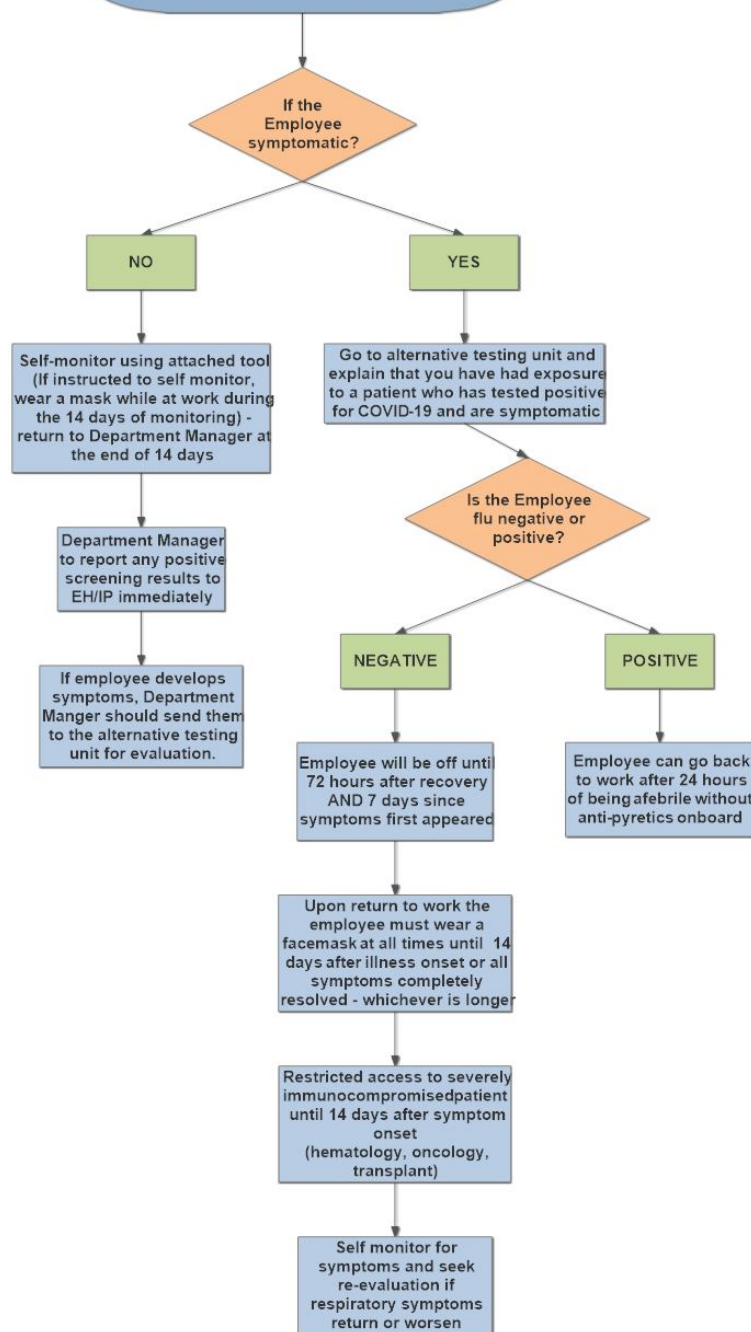 If the
Employee
symptomatic?
NO
YES
Self-monitor using attached tool
(If instructed to self monitor,
wear a mask while at work during
the 14 days of monitoring) -
return to Department Manager at
the end of 14 days
Go to alternative testing unit and
explain that you have had exposure
to a patient who has tested positive
for COVID-19 and are symptomatic
Is the Employee
flu negative or
positive?
Department Manager
to report any positive
screening results to
EH/IP immediately
NEGATIVE
POSITIVE
If employee develops
symptoms, Department
Manger should send them
to the alternative testing
unit for evaluation.
Employee will be off until
72 hours after recovery
AND 7 days since
symptoms first appeared
Employee can go back
to work after 24 hours
of being afebrile without
anti-pyretics onboard
Upon return to work the
employee must wear a
facemask at all times until 14
days after illness onset or all
symptoms completely
resolved - whichever is longer
Restricted access to severely
immunocompromisedpatient
until 14 days after symptom
onset
(hematology, oncology,
transplant)
Self monitor for
symptoms and seek
re-evaluation if
respiratory symptoms
return or worsen